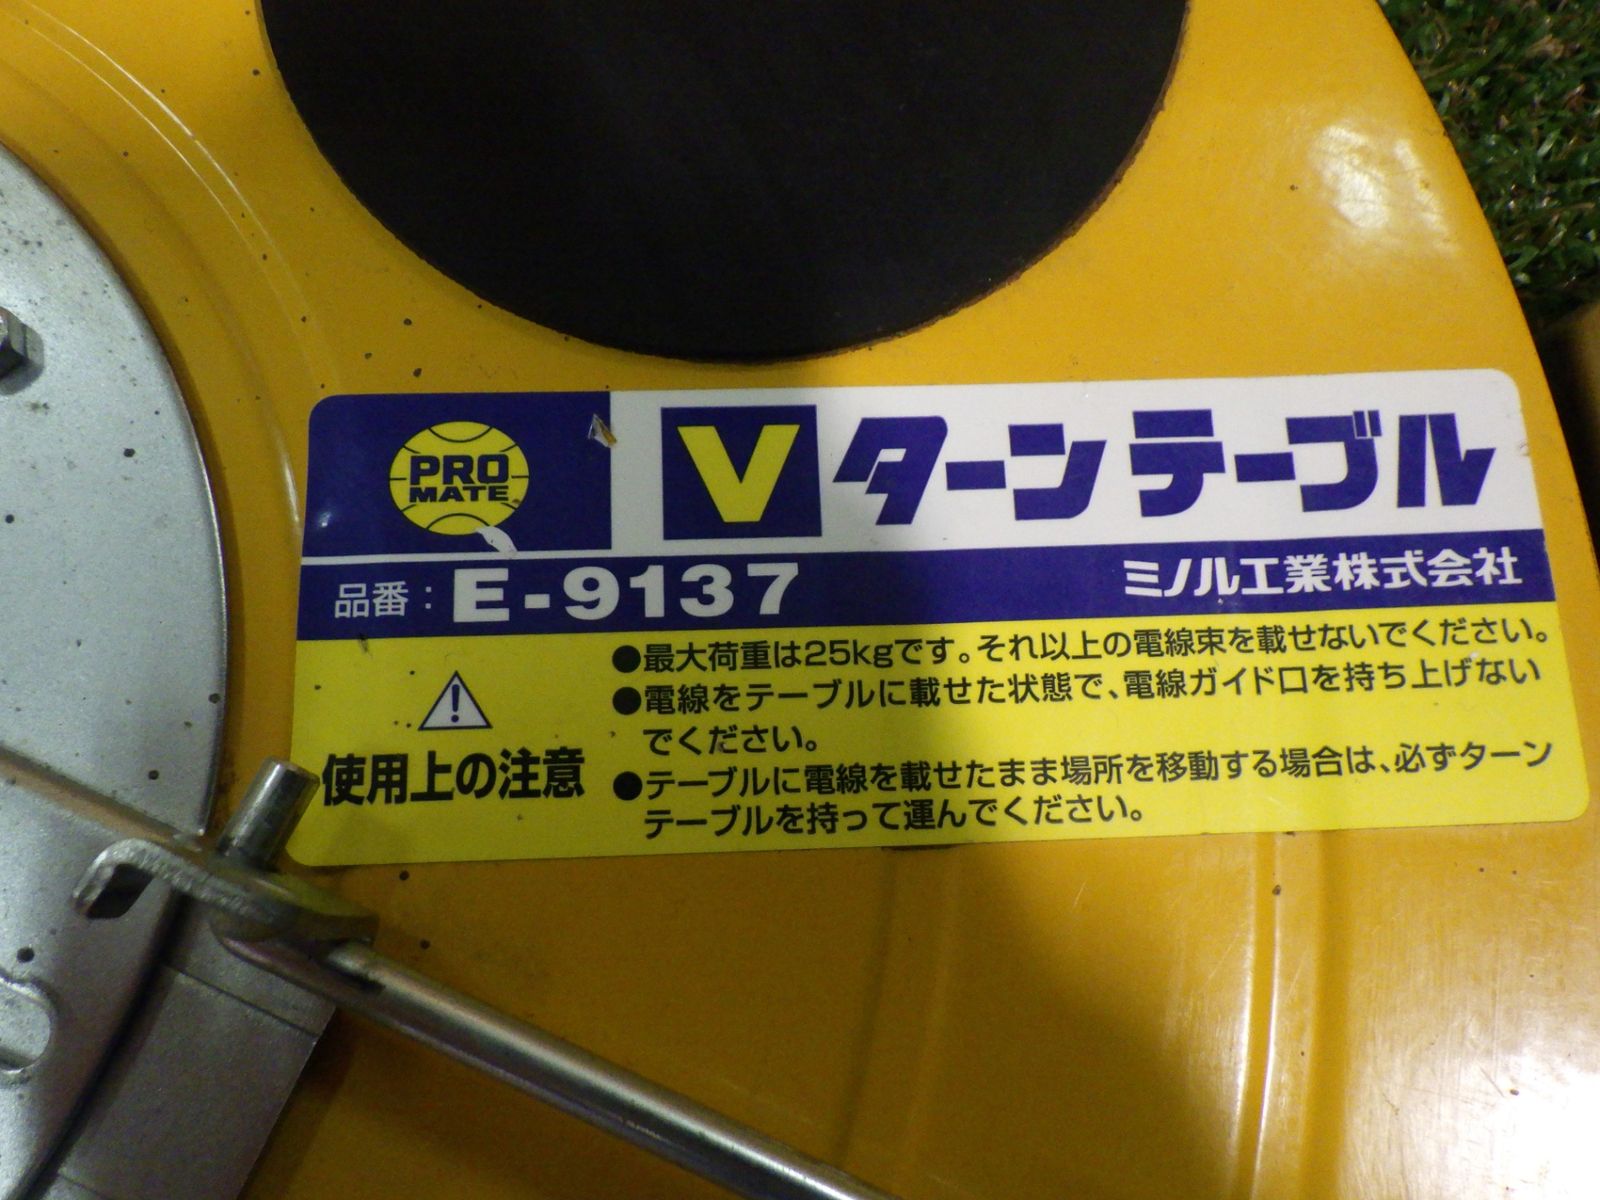 PRO
MATE
V ターンテーブル
品番: E-9137
ミノル工業株式会社
使用上の注意
●最大荷重は25kgです。それ以上の電線束を載せないでください。
●電線をテーブルに載せた状態で、電線ガイド口を持ち上げない
でください。
●テーブルに電線を載せたまま場所を移動する場合は、必ずターン
テーブルを持って運んでください。